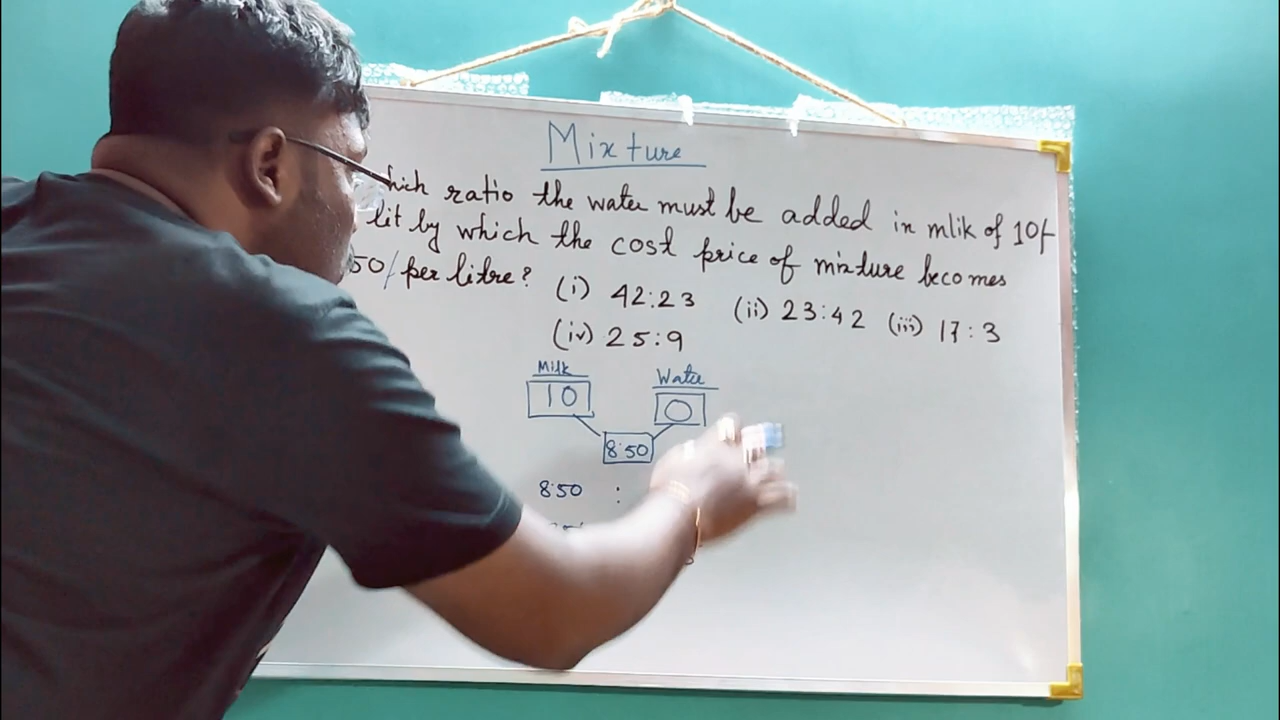 Mixture
ratio the water must be added in mlik of 10/-
lit by which the cost price of mixture becomes
50/ per litre? (i) 42:23 (ii) 23:42 (iii) 17:3
(iv) 25:9
Milk Water
10 0
8.50
8.50 :